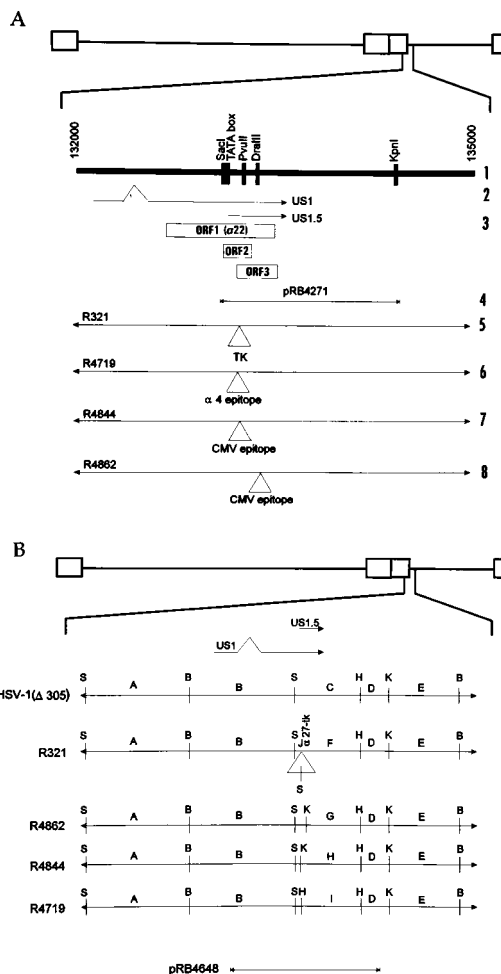 A
132000
SacI
TATA box
PvuII
DraIII
KpnI
135000
1
US1 2
US1.5
ORF1 (α22) 3
ORF2
ORF3
pRB4271 4
R321 5
TK
R4719 6
α 4 epitope
R4844 7
CMV epitope
R4862 8
CMV epitope
B
US1.5
US1
S B S H K B
HSV-1(Δ 305) A B C D E
α 27-tk
S B S H K B
R321 A B J F D E
S
S B S K H K B
R4862 A B G D E
S B S K H K B
R4844 A B H D E
S B S H H K B
R4719 A B I D E
pRB4648